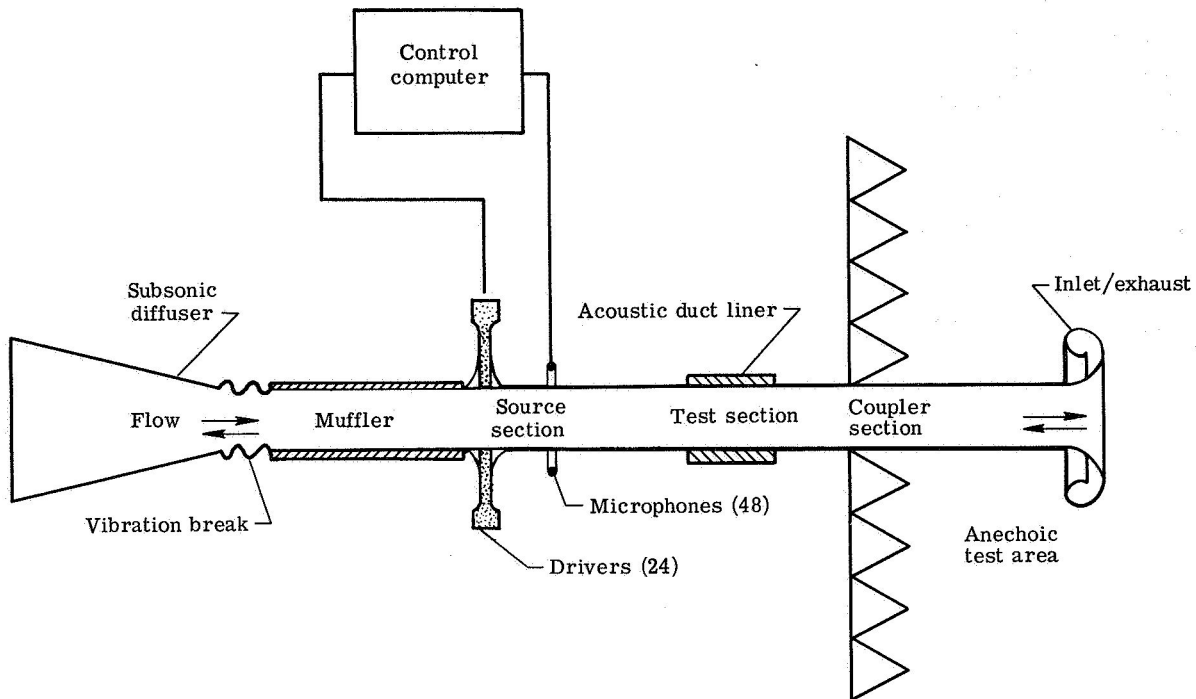 Control
computer
Subsonic
diffuser
Inlet/exhaust
Acoustic duct liner
Flow
Muffler
Source
section
Test section
Coupler
section
Vibration break
Microphones (48)
Drivers (24)
Anechoic
test area